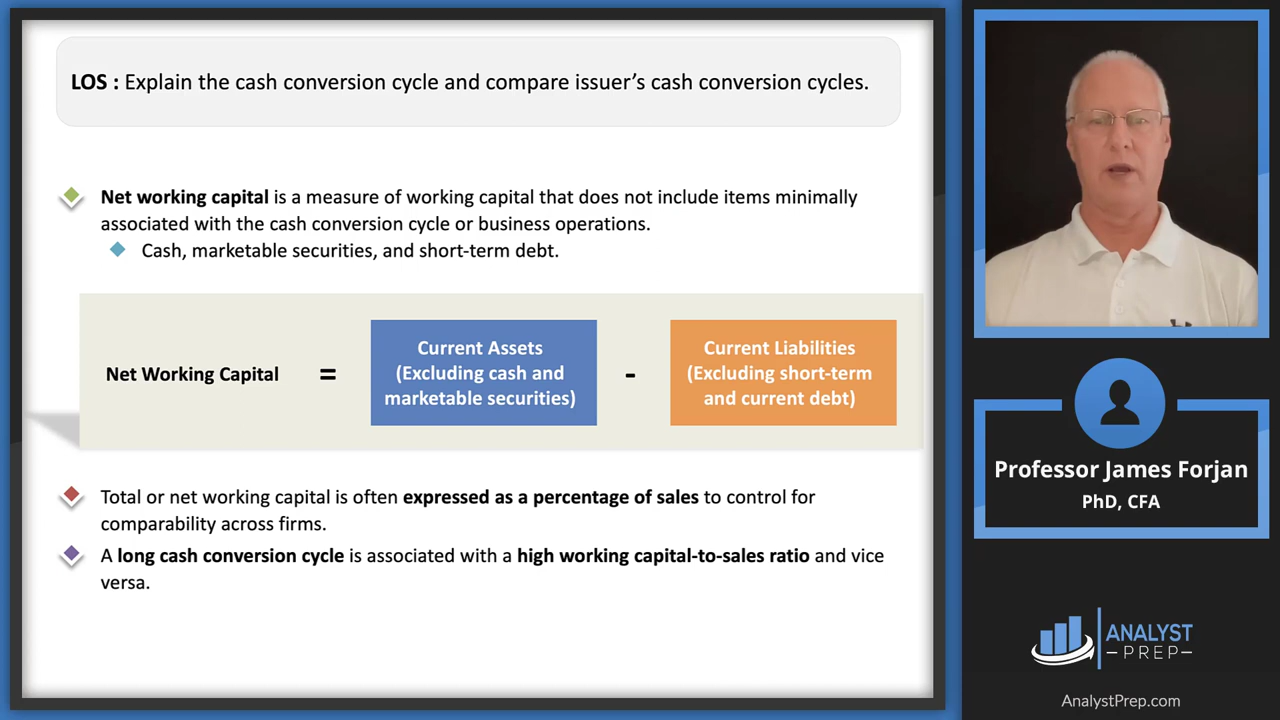 LOS : Explain the cash conversion cycle and compare issuer’s cash conversion cycles.
Net working capital is a measure of working capital that does not include items minimally
associated with the cash conversion cycle or business operations.
Cash, marketable securities, and short-term debt.
Net Working Capital
=
Current Assets
(Excluding cash and
marketable securities)
-
Current Liabilities
(Excluding short-term
and current debt)
Total or net working capital is often expressed as a percentage of sales to control for
comparability across firms.
A long cash conversion cycle is associated with a high working capital-to-sales ratio and vice
versa.
Professor James Forjan
PhD, CFA
ANALYST
PREP
AnalystPrep.com